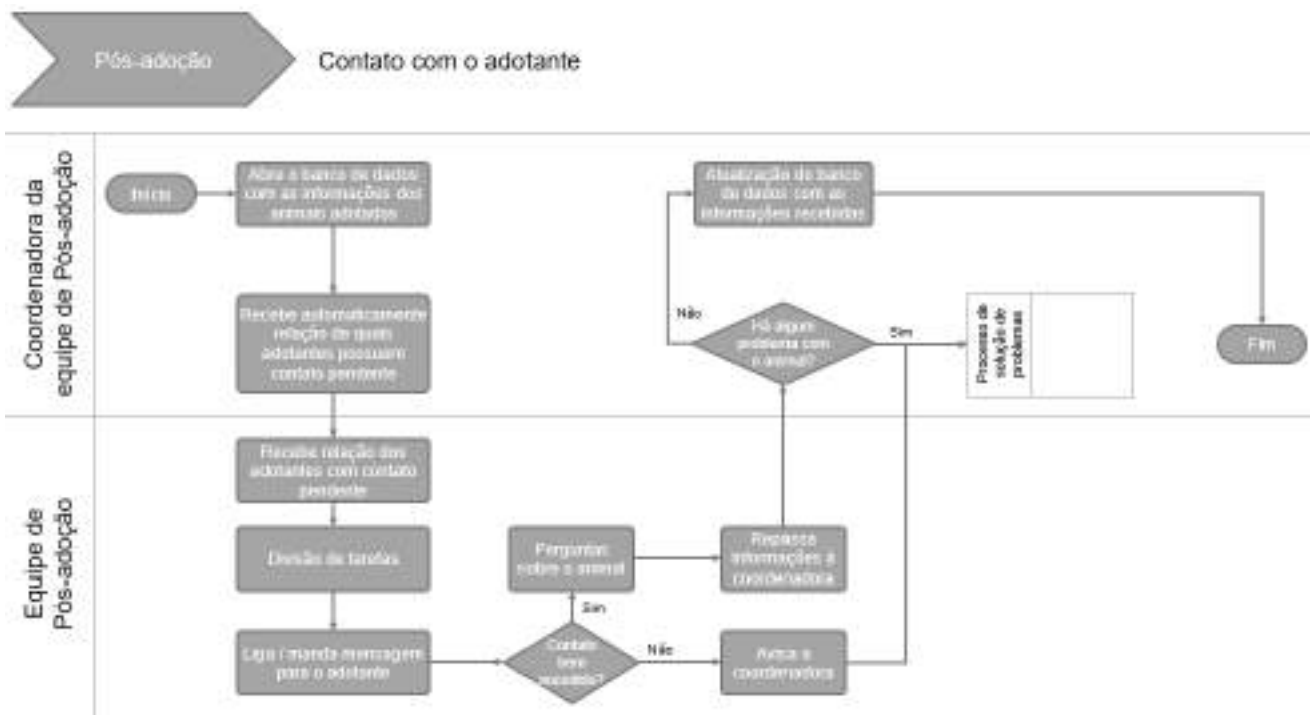 Pós-adoção
Contato com o adotante
Coordenadora da
equipe de Pós-adoção
Início
Abre o banco de dados
com as informações dos
animais adotados
Recebe automaticamente
relação de quais
adotantes possuem
contato pendente
Atualização do banco
de dados com as
informações recebidas
Não
Há algum
problema com
o animal?
Sim
Processo de
solução de
problemas
Fim
Equipe de
Pós-adoção
Recebe relação dos
adotantes com contato
pendente
Divisão de tarefas
Liga / manda mensagem
para o adotante
Perguntas
sobre o animal
Repassa
informações à
coordenadora
Sim
Contato
bem
sucedido?
Não
Avisa a
coordenadora